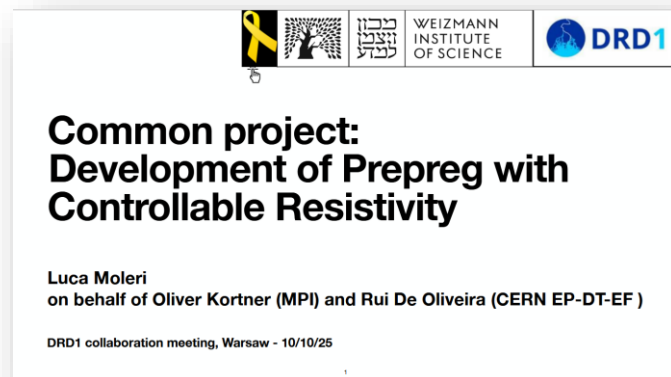 מכון
ויצמן
למדע
WEIZMANN
INSTITUTE
OF SCIENCE
DRD1
Common project:
Development of Prepreg with
Controllable Resistivity
Luca Moleri
on behalf of Oliver Kortner (MPI) and Rui De Oliveira (CERN EP-DT-EF )
DRD1 collaboration meeting, Warsaw - 10/10/25
1